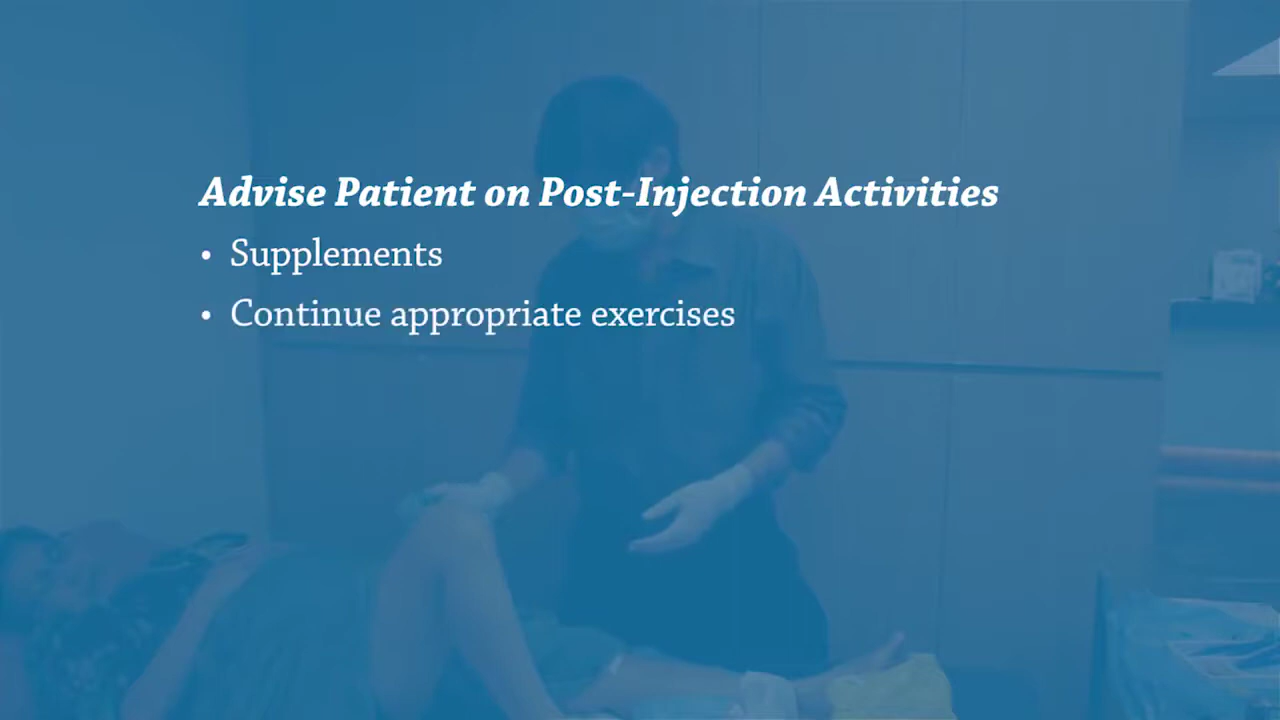 Advise Patient on Post-Injection Activities
• Supplements
• Continue appropriate exercises